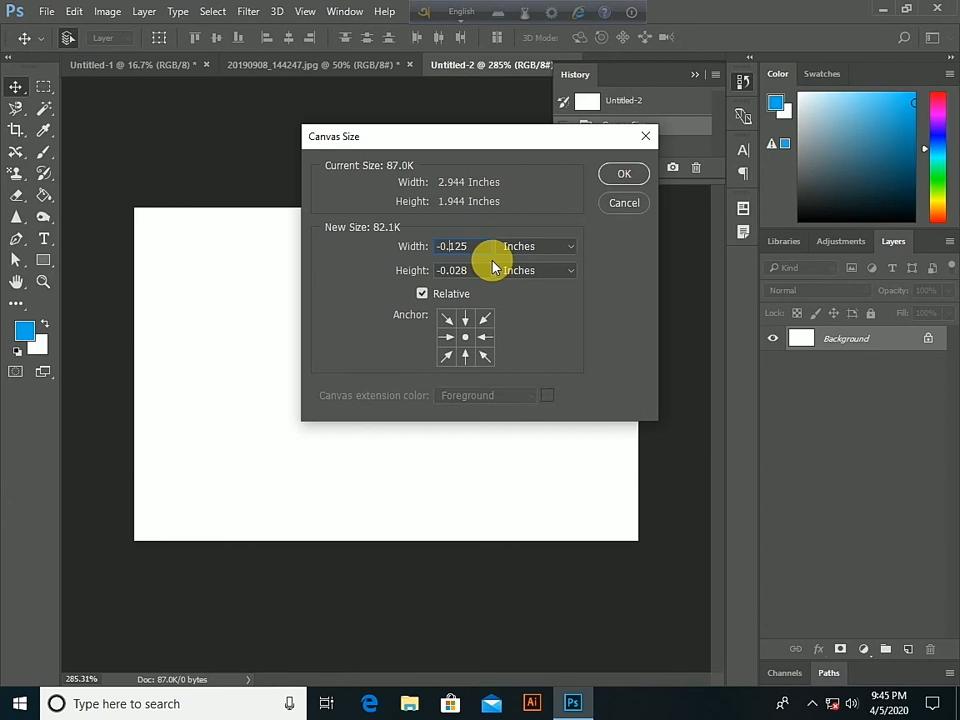 Ps File Edit Image Layer Type Select Filter 3D View Window Help
English
Layer
3D Mode:
Untitled-1 @ 16.7% (RGB/8) * ×
20190908_144247.jpg @ 50% (RGB/8#) * ×
Untitled-2 @ 285% (RGB/8#)
History
Untitled-2
Color Swatches
Canvas Size
Current Size: 87.0K
Width: 2.944 Inches
Height: 1.944 Inches
OK
Cancel
New Size: 82.1K
Width: -0.125 Inches
Height: -0.028 Inches
Relative
Anchor:
Canvas extension color: Foreground
Libraries Adjustments Layers
Kind
Normal Opacity: 100%
Lock: Fill: 100%
Background
285.31% Doc: 87.0K/0 bytes
Channels Paths
Type here to search
Ai Ps
9:45 PM
4/5/2020